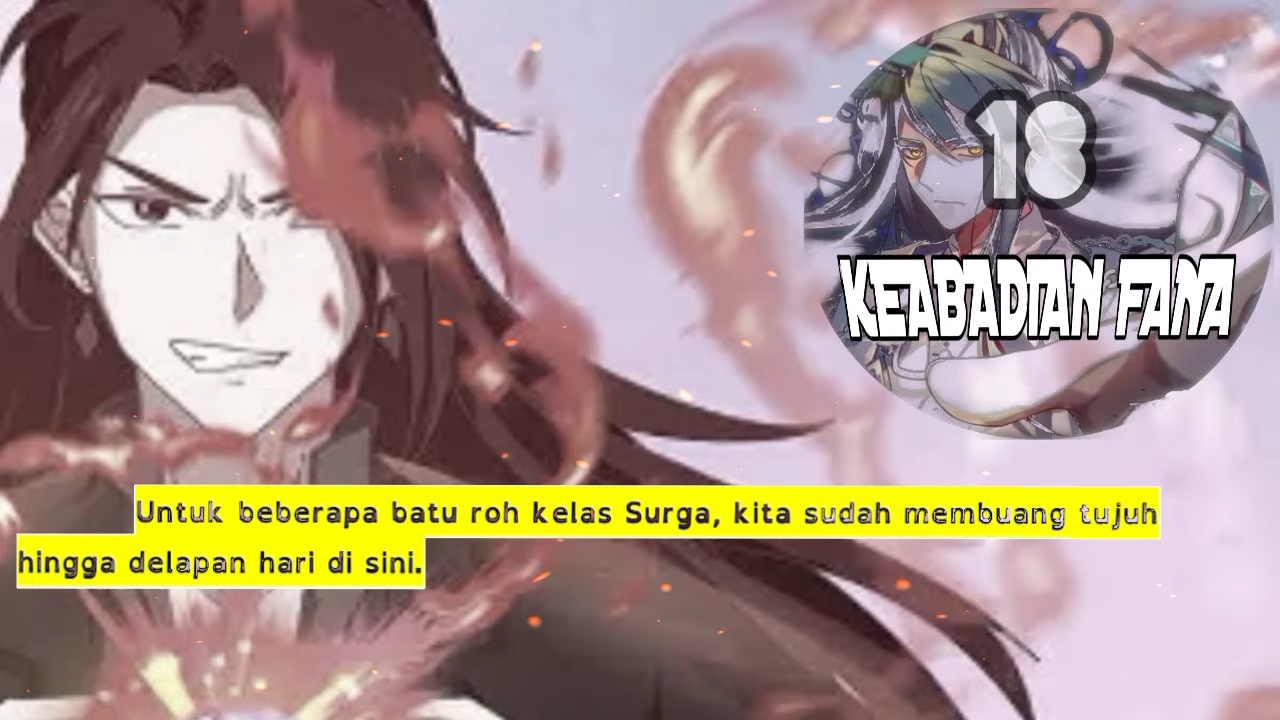 18
KEABADIAN FANA
Untuk beberapa batu roh kelas Surga, kita sudah membuang tujuh
hingga delapan hari di sini.